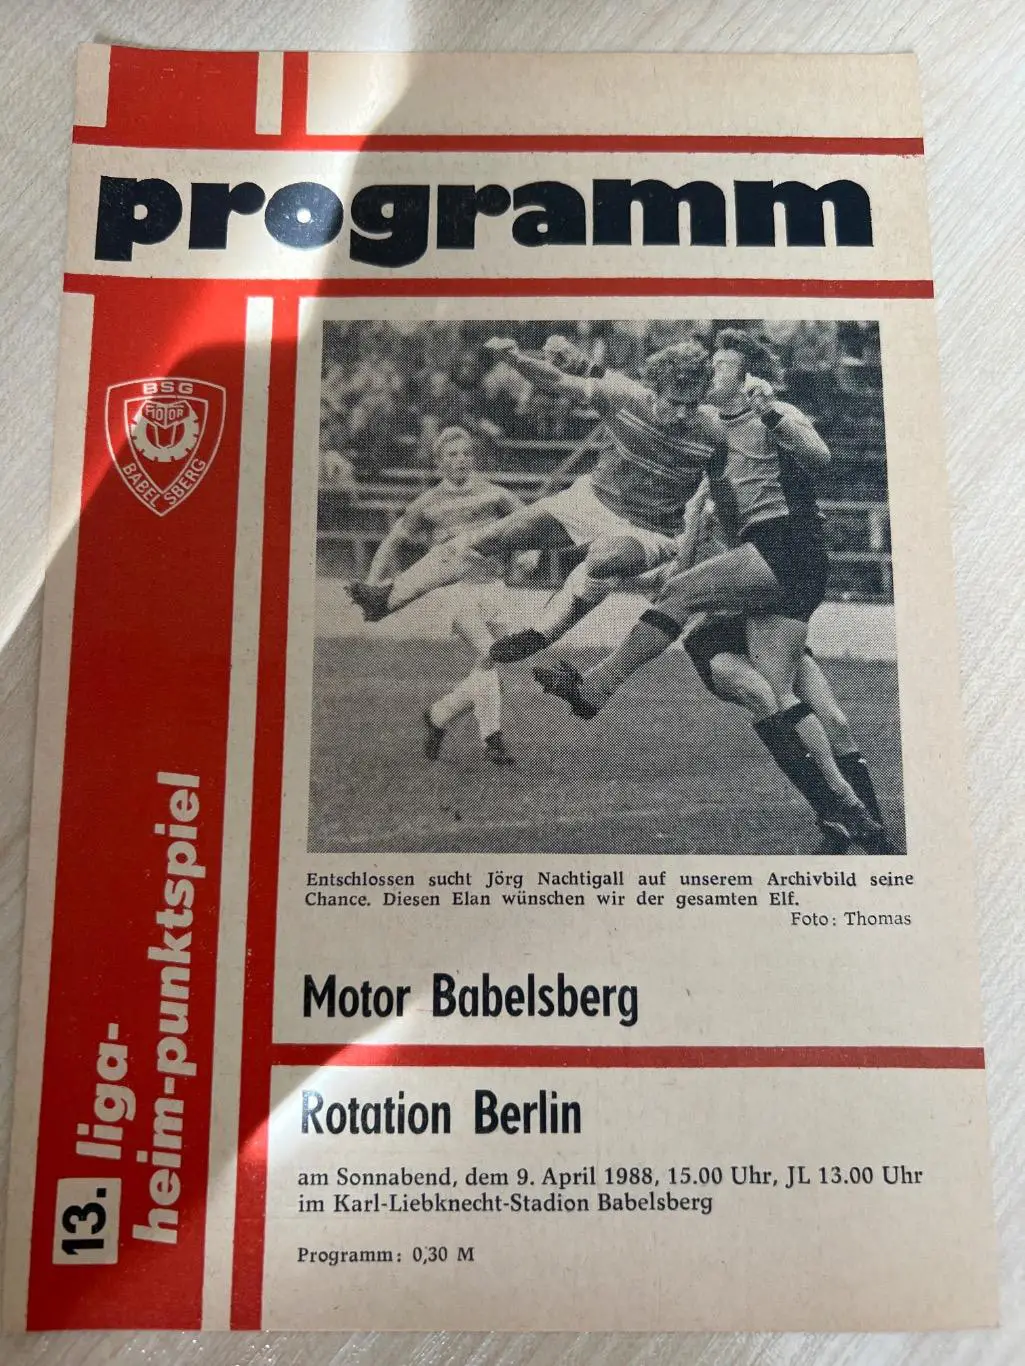 programm
BSG
MOTOR
BABELSBERG
Entschlossen sucht Jörg Nachtigall auf unserem Archivbild seine
Chance. Diesen Elan wünschen wir der gesamten Elf.
Foto: Thomas
Motor Babelsberg
Rotation Berlin
am Sonnabend, dem 9. April 1988, 15.00 Uhr, JL 13.00 Uhr
im Karl-Liebknecht-Stadion Babelsberg
Programm: 0,30 M
13. liga-
heim-punktspiel